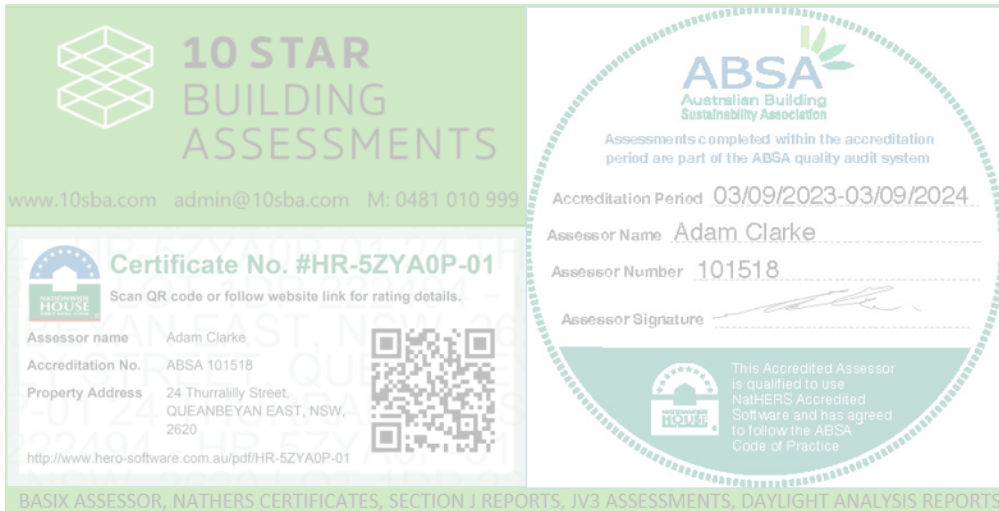 10 STAR
BUILDING
ASSESSMENTS
www.10sba.com admin@10sba.com M: 0481 010 999
ABSA
Australian Building
Sustainability Association
Assessments completed within the accreditation
period are part of the ABSA quality audit system
Accreditation Period 03/09/2023-03/09/2024
Assessor Name Adam Clarke
Assessor Number 101518
Assessor Signature
This Accredited Assessor
is qualified to use
NatHERS Accredited
Software and has agreed
to follow the ABSA
Code of Practice
NATIONWIDE
HOUSE
NATIONWIDE
HOUSE
Certificate No. #HR-5ZYA0P-01
Scan QR code or follow website link for rating details.
Assessor name Adam Clarke
Accreditation No. ABSA 101518
Property Address 24 Thurralilly Street,
QUEANBEYAN EAST, NSW,
2620
http://www.hero-software.com.au/pdf/HR-5ZYA0P-01
BASIX ASSESSOR, NATHERS CERTIFICATES, SECTION J REPORTS, JV3 ASSESSMENTS, DAYLIGHT ANALYSIS REPORTS